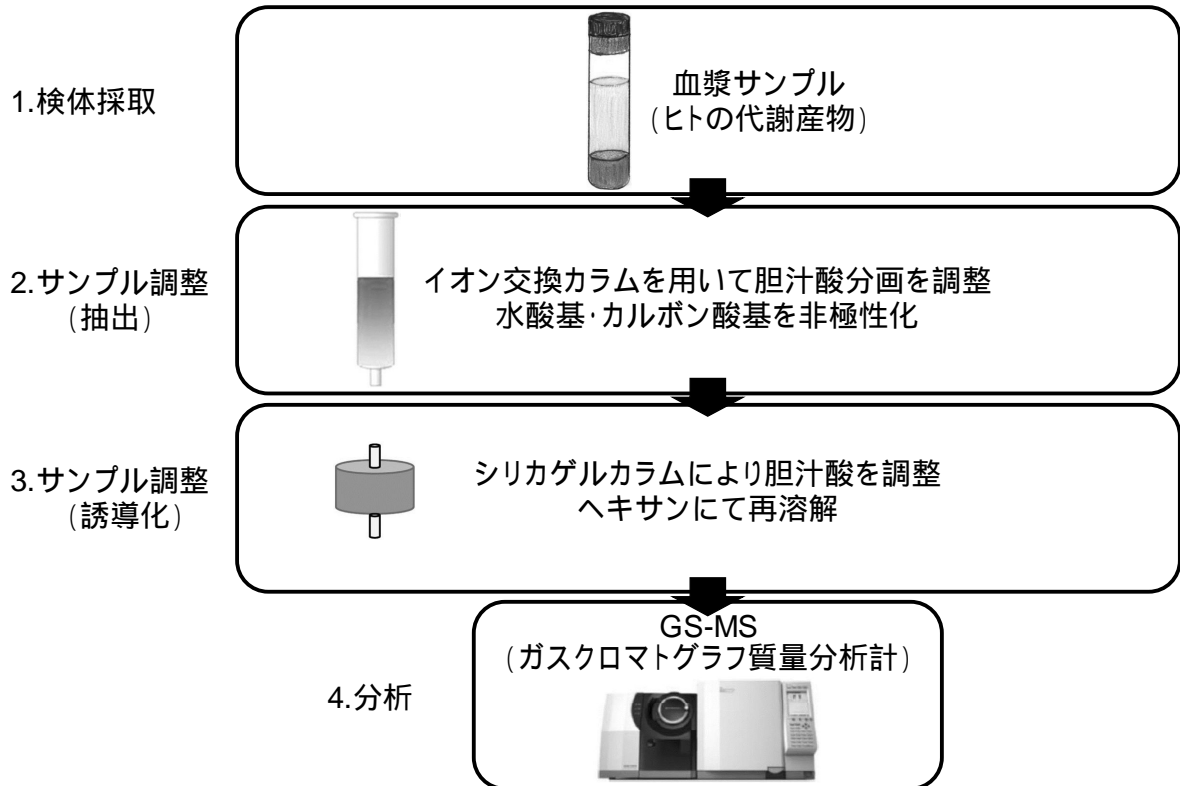 1.検体採取
血漿サンプル
(ヒトの代謝産物)
2.サンプル調整
(抽出)
イオン交換カラムを用いて胆汁酸分画を調整
水酸基・カルボン酸基を非極性化
3.サンプル調整
(誘導化)
シリカゲルカラムにより胆汁酸を調整
ヘキサンにて再溶解
4.分析
GS-MS
(ガスクロマトグラフ質量分析計)